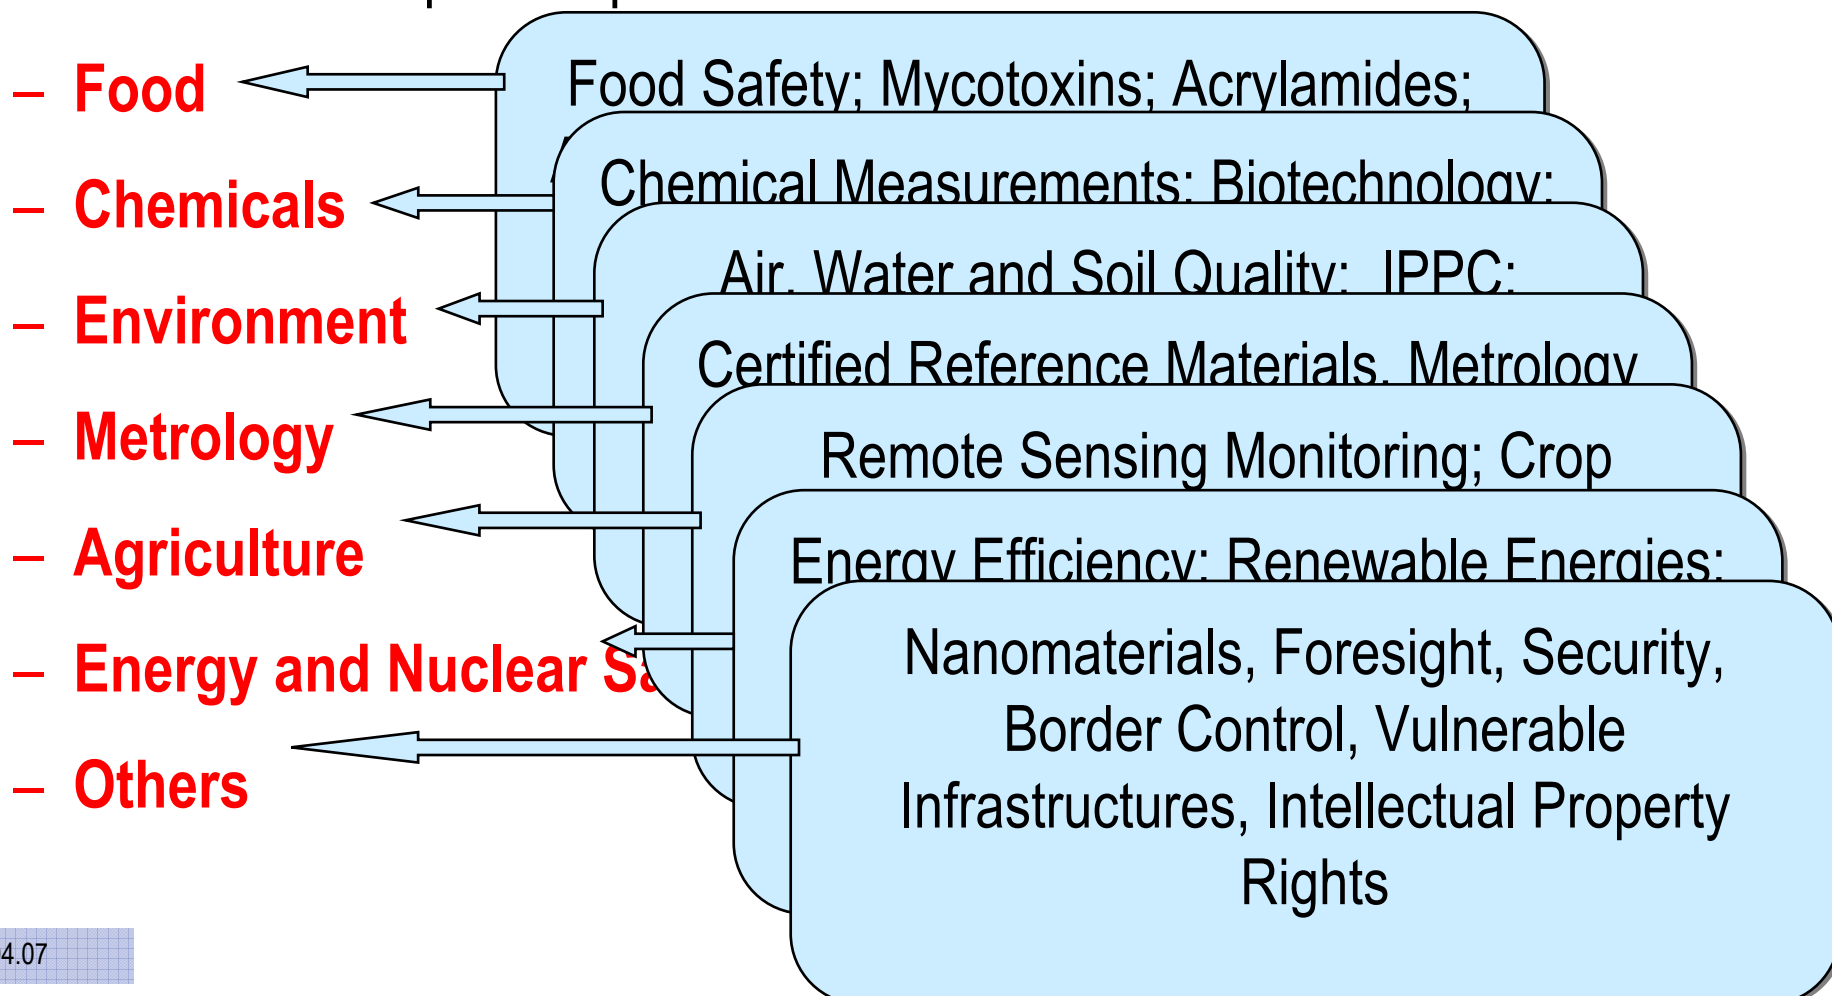 – Food
Food Safety; Mycotoxins; Acrylamides;
– Chemicals
Chemical Measurements; Biotechnology;
– Environment
Air, Water and Soil Quality; IPPC;
– Metrology
Certified Reference Materials, Metrology
– Agriculture
Remote Sensing Monitoring; Crop
– Energy and Nuclear Sa
Energy Efficiency; Renewable Energies;
– Others
Nanomaterials, Foresight, Security,
Border Control, Vulnerable
Infrastructures, Intellectual Property
Rights
4.07